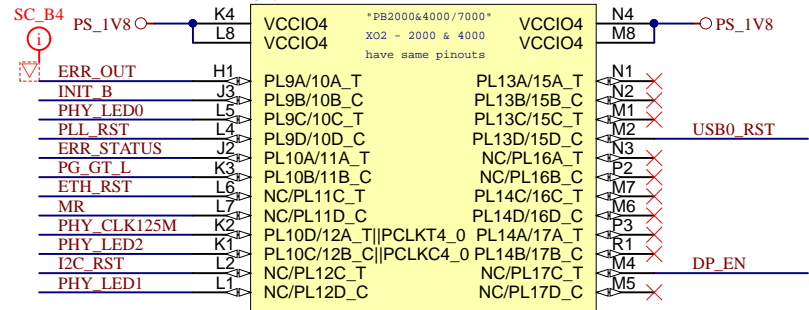 SC_B4
i
PS_1V8 K4 VCCIO4 "PB2000&4000/7000" VCCIO4 N4 PS_1V8
L8 VCCIO4 XO2 - 2000 & 4000 VCCIO4 M8
have same pinouts
ERR_OUT H1 PL9A/10A_T PL13A/15A_T N1
INIT_B J3 PL9B/10B_C PL13B/15B_C N2
PHY_LED0 L5 PL9C/10C_T PL13C/15C_T M1
PLL_RST L4 PL9D/10D_C PL13D/15D_C M2 USB0_RST
ERR_STATUS J2 PL10A/11A_T NC/PL16A_T N3
PG_GT_L K3 PL10B/11B_C NC/PL16B_C P2
ETH_RST L6 NC/PL11C_T PL14C/16C_T M7
MR L7 NC/PL11D_C PL14D/16D_C M6
PHY_CLK125M K2 PL10D/12A_T||PCLKT4_0 PL14A/17A_T P3
PHY_LED2 K1 PL10C/12B_C||PCLKC4_0 PL14B/17B_C R1
I2C_RST L2 NC/PL12C_T NC/PL17C_T M4 DP_EN
PHY_LED1 L1 NC/PL12D_C NC/PL17D_C M5